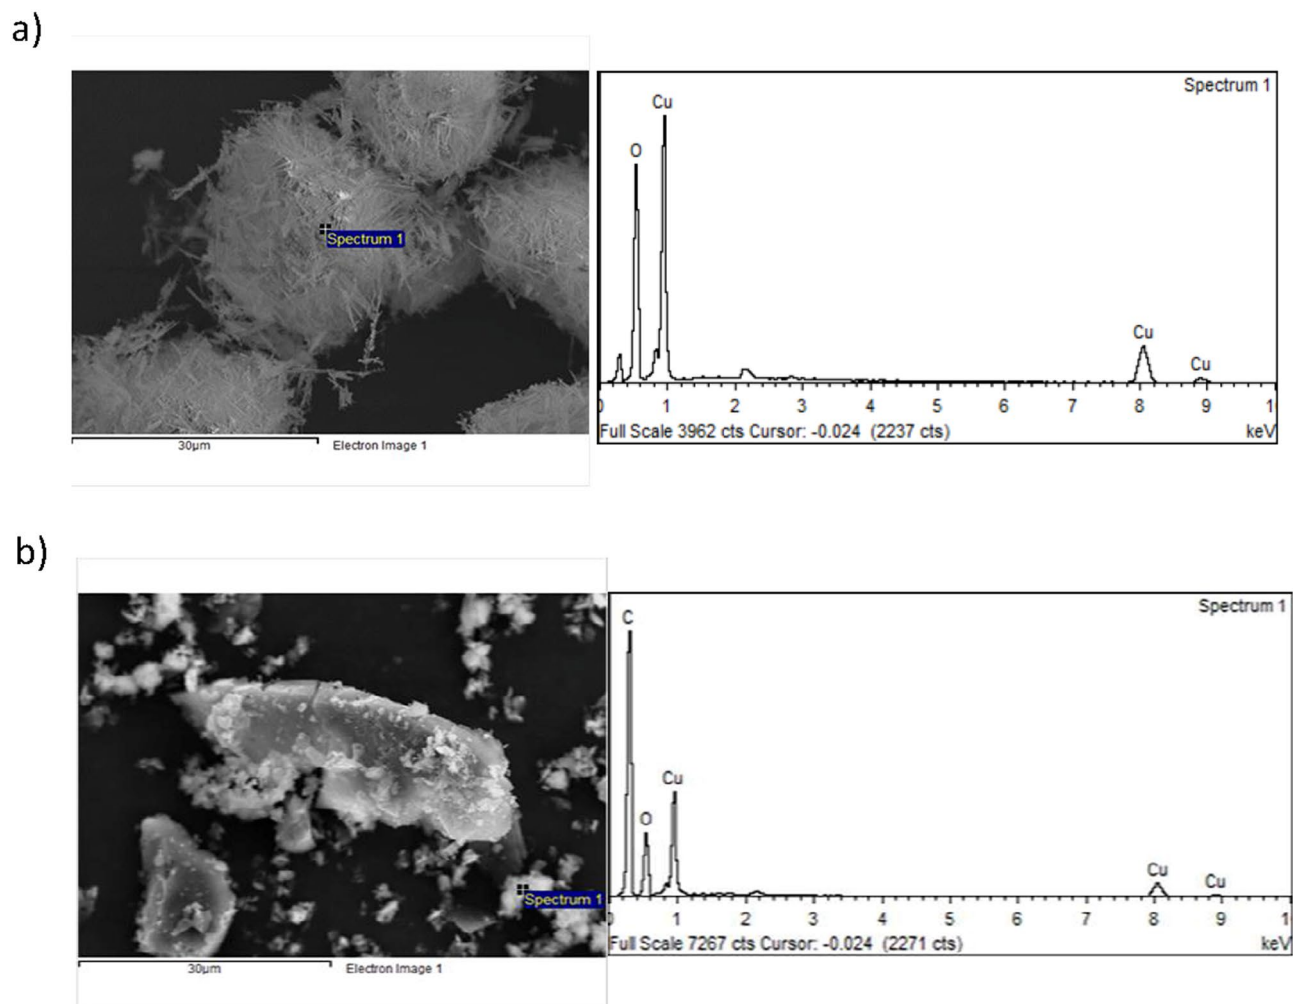 a)
Spectrum 1
Cu
O
Spectrum 1
Cu
Cu
0 1 2 3 4 5 6 7 8 9 1
Full Scale 3962 cts Cursor: -0.024 (2237 cts) keV
30µm Electron Image 1
b)
Spectrum 1
C
Cu
O
Cu
Cu
Spectrum 1
0 1 2 3 4 5 6 7 8 9 1
Full Scale 7267 cts Cursor: -0.024 (2271 cts) keV
30µm Electron Image 1